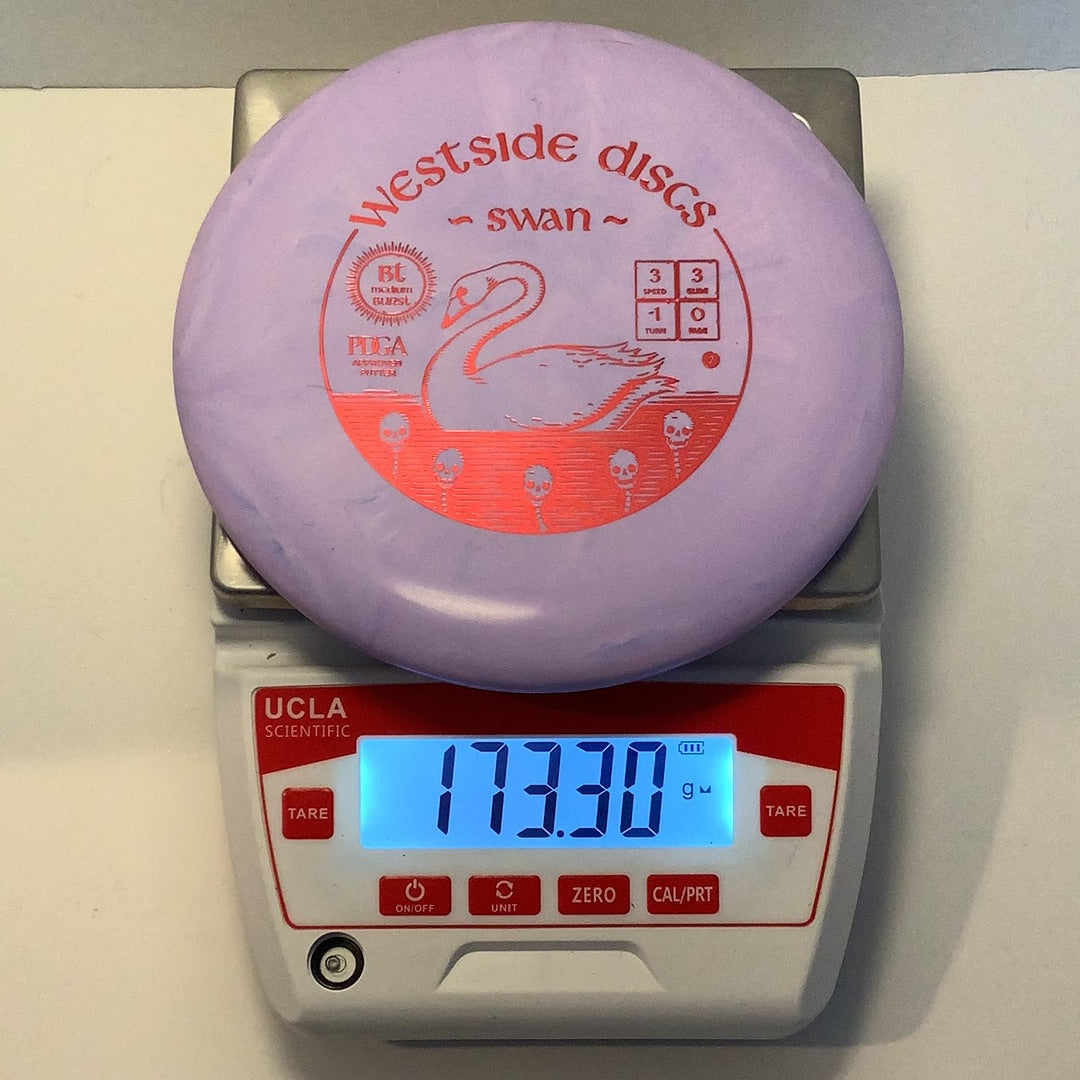 Westside Discs
~ Swan ~
Bt
Medium
Burst
3
SPEED
3
GLIDE
-1
TURN
0
FADE
PDGA
APPROVED
PUTTER
2
UCLA
SCIENTIFIC
173.30
g
TARE
TARE
ON/OFF
UNIT
ZERO
CAL/PRT